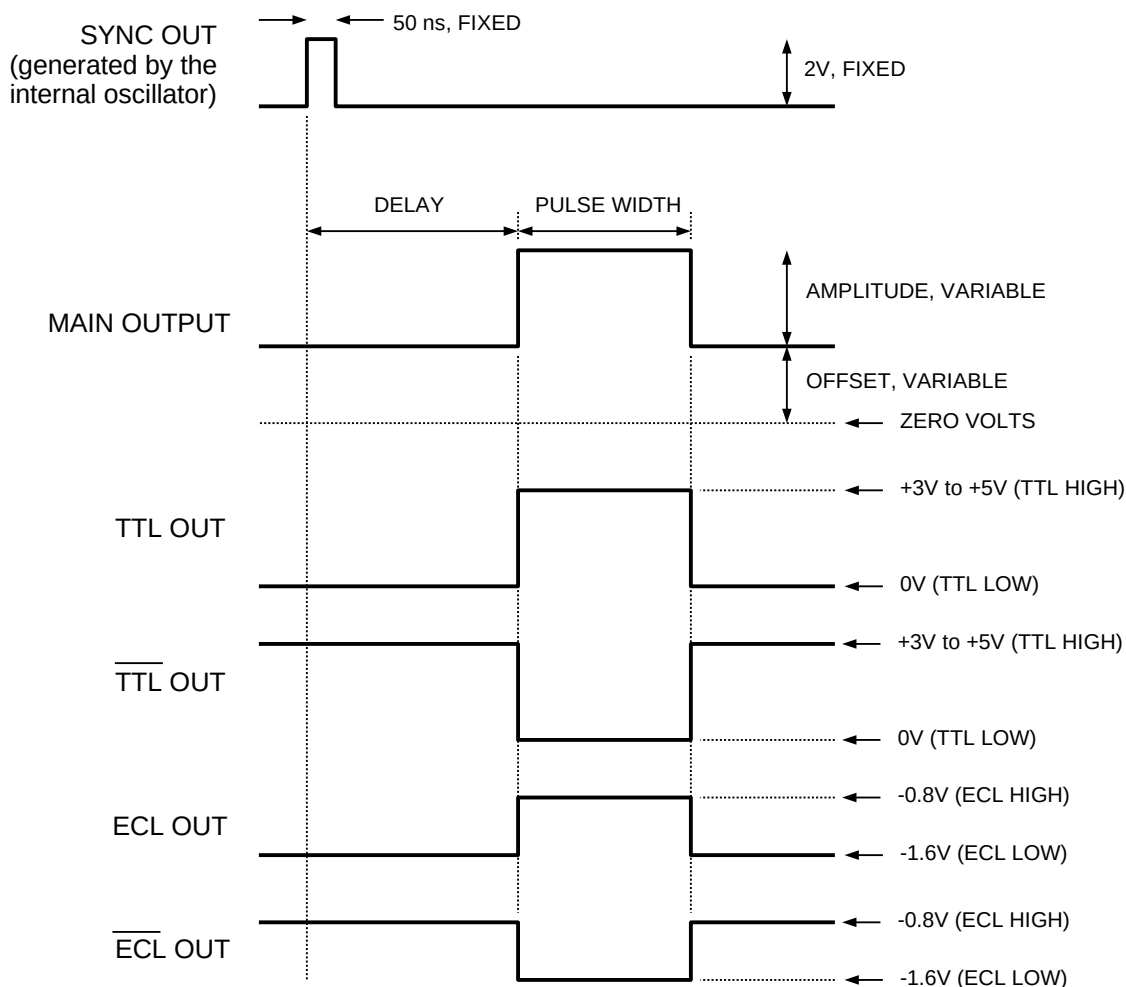 50 ns, FIXED
SYNC OUT
(generated by the
internal oscillator)
2V, FIXED
DELAY
PULSE WIDTH
AMPLITUDE, VARIABLE
MAIN OUTPUT
OFFSET, VARIABLE
ZERO VOLTS
+3V to +5V (TTL HIGH)
TTL OUT
0V (TTL LOW)
+3V to +5V (TTL HIGH)
T̅T̅L̅ OUT
0V (TTL LOW)
-0.8V (ECL HIGH)
ECL OUT
-1.6V (ECL LOW)
-0.8V (ECL HIGH)
E̅C̅L̅ OUT
-1.6V (ECL LOW)